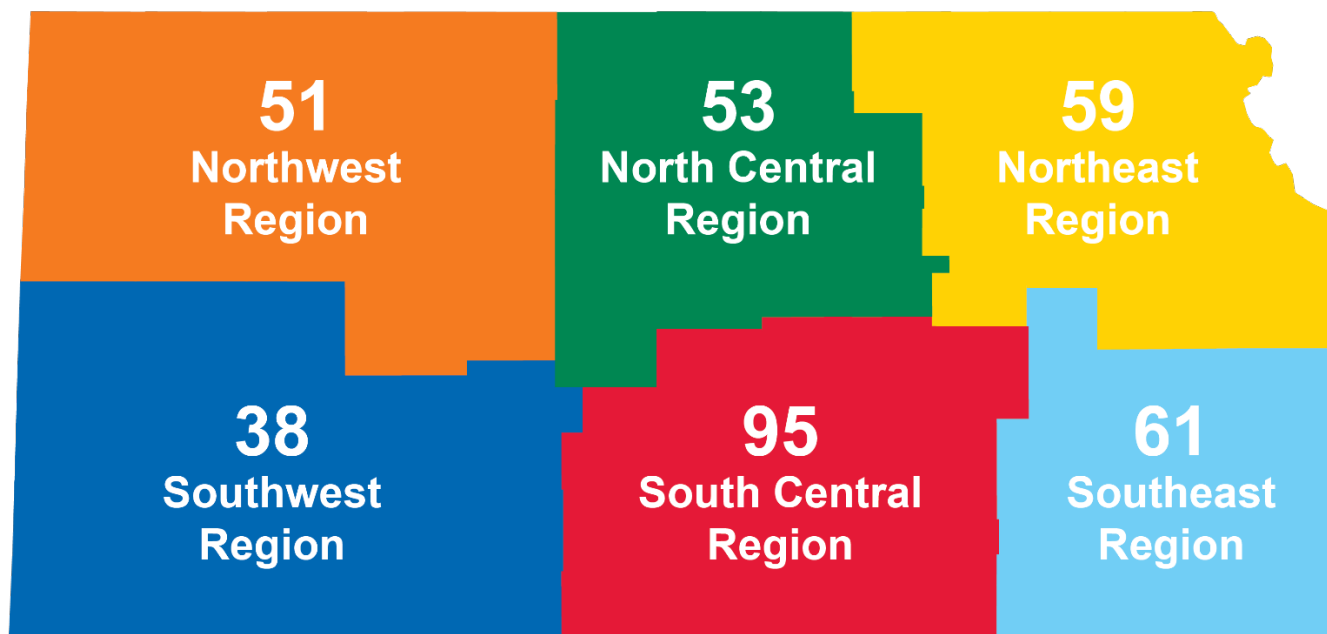 51
Northwest
Region
53
North Central
Region
59
Northeast
Region
38
Southwest
Region
95
South Central
Region
61
Southeast
Region